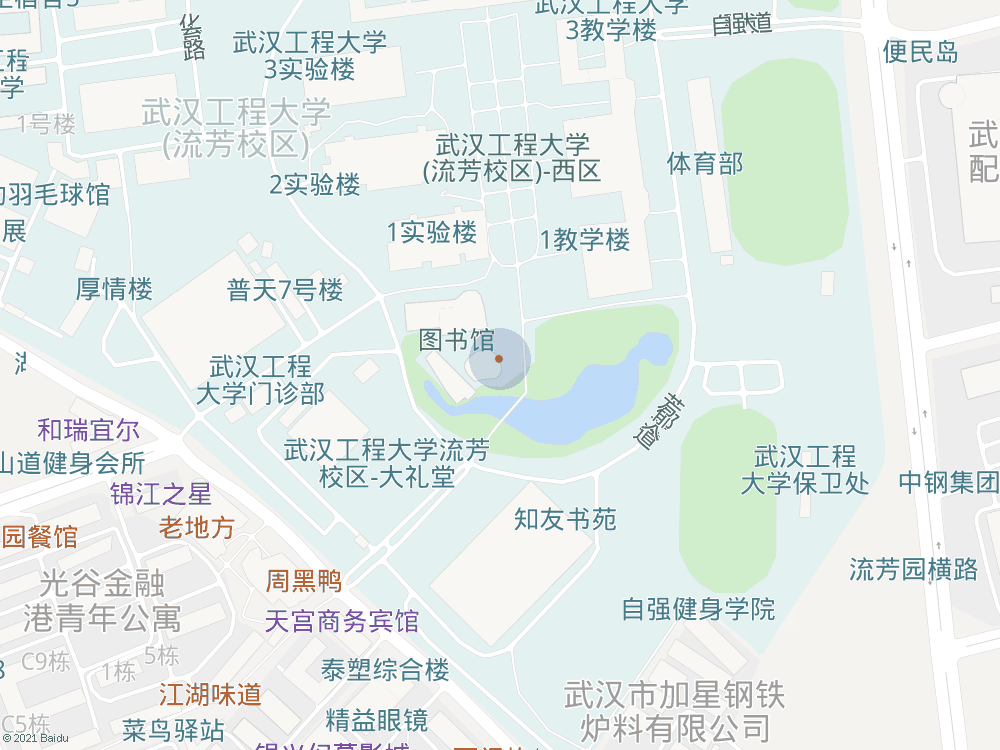 华
路
武汉工程大学
3实验楼
3教学楼
自强大道
便民岛
1号楼
武汉工程大学
(流芳校区)
武汉工程大学
(流芳校区)-西区
2实验楼
体育部
武
配
羽毛球馆
展
1实验楼
1教学楼
厚情楼
普天7号楼
图书馆
武汉工程
大学门诊部
芳
道
和瑞宜尔
山道健身会所
武汉工程大学流芳
校区-大礼堂
武汉工程
大学保卫处
中钢集团
锦江之星
老地方
园餐馆
知友书苑
光谷金融
港青年公寓
周黑鸭
天宫商务宾馆
流芳园横路
自强健身学院
C9栋
1栋
5栋
泰塑综合楼
江湖味道
菜鸟驿站
精益眼镜
武汉市加星钢铁
炉料有限公司
C5栋
© 2021 Baidu